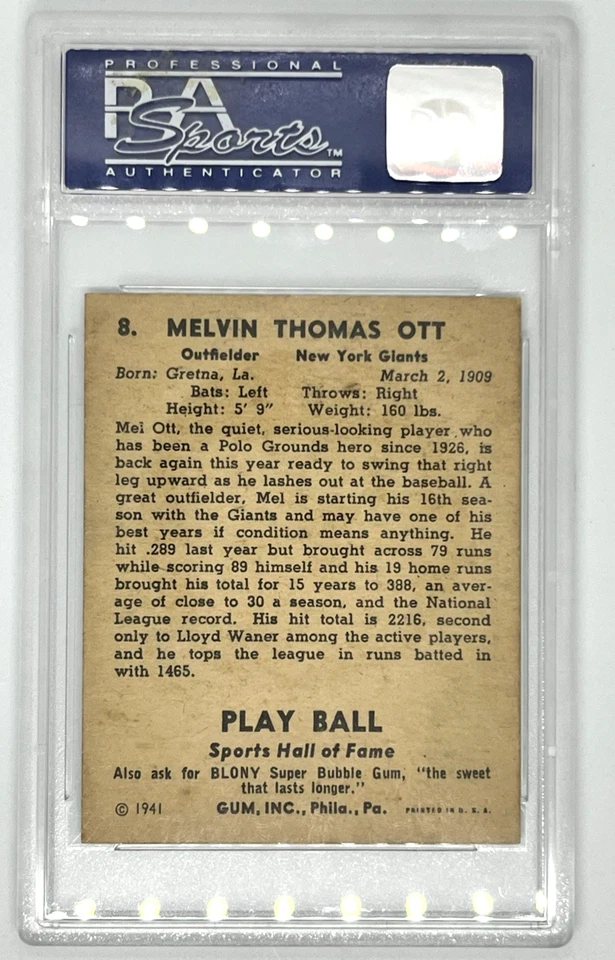 PROFESSIONAL
PSA
Sports™
AUTHENTICATOR
8. MELVIN THOMAS OTT
Outfielder New York Giants
Born: Gretna, La. March 2, 1909
Bats: Left Throws: Right
Height: 5' 9" Weight: 160 lbs.
Mel Ott, the quiet, serious-looking player who
has been a Polo Grounds hero since 1926, is
back again this year ready to swing that right
leg upward as he lashes out at the baseball. A
great outfielder, Mel is starting his 16th sea-
son with the Giants and may have one of his
best years if condition means anything. He
hit .289 last year but brought across 79 runs
while scoring 89 himself and his 19 home runs
brought his total for 15 years to 388, an aver-
age of close to 30 a season, and the National
League record. His hit total is 2216, second
only to Lloyd Waner among the active players,
and he tops the league in runs batted in
with 1465.
PLAY BALL
Sports Hall of Fame
Also ask for BLONY Super Bubble Gum, "the sweet
that lasts longer."
© 1941 GUM, INC., Phila., Pa. PRINTED IN U. S. A.